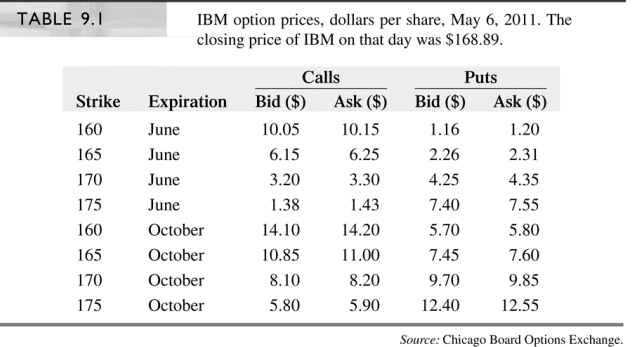 TABLE 9.1 IBM option prices, dollars per share, May 6, 2011. The
closing price of IBM on that day was $168.89.
Calls Puts
Strike Expiration Bid ($) Ask ($) Bid ($) Ask ($)
160 June 10.05 10.15 1.16 1.20
165 June 6.15 6.25 2.26 2.31
170 June 3.20 3.30 4.25 4.35
175 June 1.38 1.43 7.40 7.55
160 October 14.10 14.20 5.70 5.80
165 October 10.85 11.00 7.45 7.60
170 October 8.10 8.20 9.70 9.85
175 October 5.80 5.90 12.40 12.55
Source: Chicago Board Options Exchange.